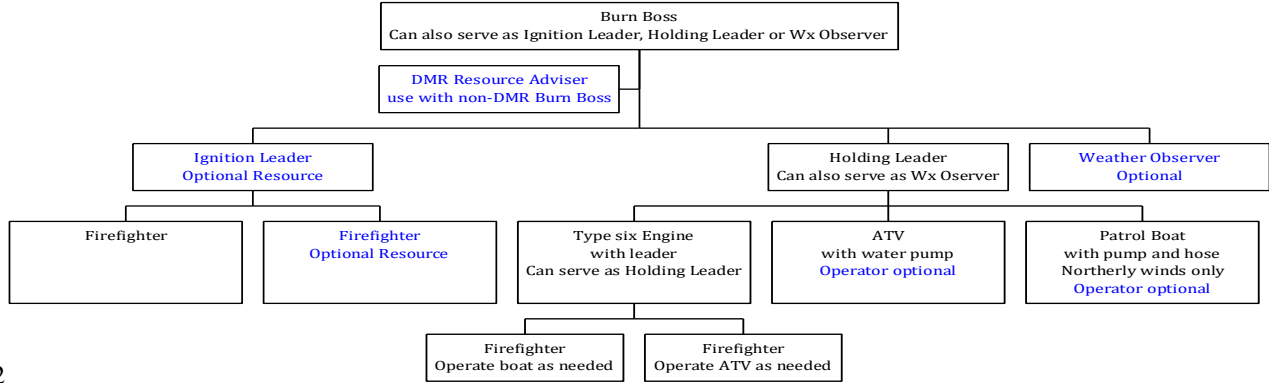 Burn Boss
Can also serve as Ignition Leader, Holding Leader or Wx Observer
DMR Resource Adviser
use with non-DMR Burn Boss
Ignition Leader
Optional Resource
Holding Leader
Can also serve as Wx Oserver
Weather Observer
Optional
Firefighter
Firefighter
Optional Resource
Type six Engine
with leader
Can serve as Holding Leader
ATV
with water pump
Operator optional
Patrol Boat
with pump and hose
Northerly winds only
Operator optional
Firefighter
Operate boat as needed
Firefighter
Operate ATV as needed
2